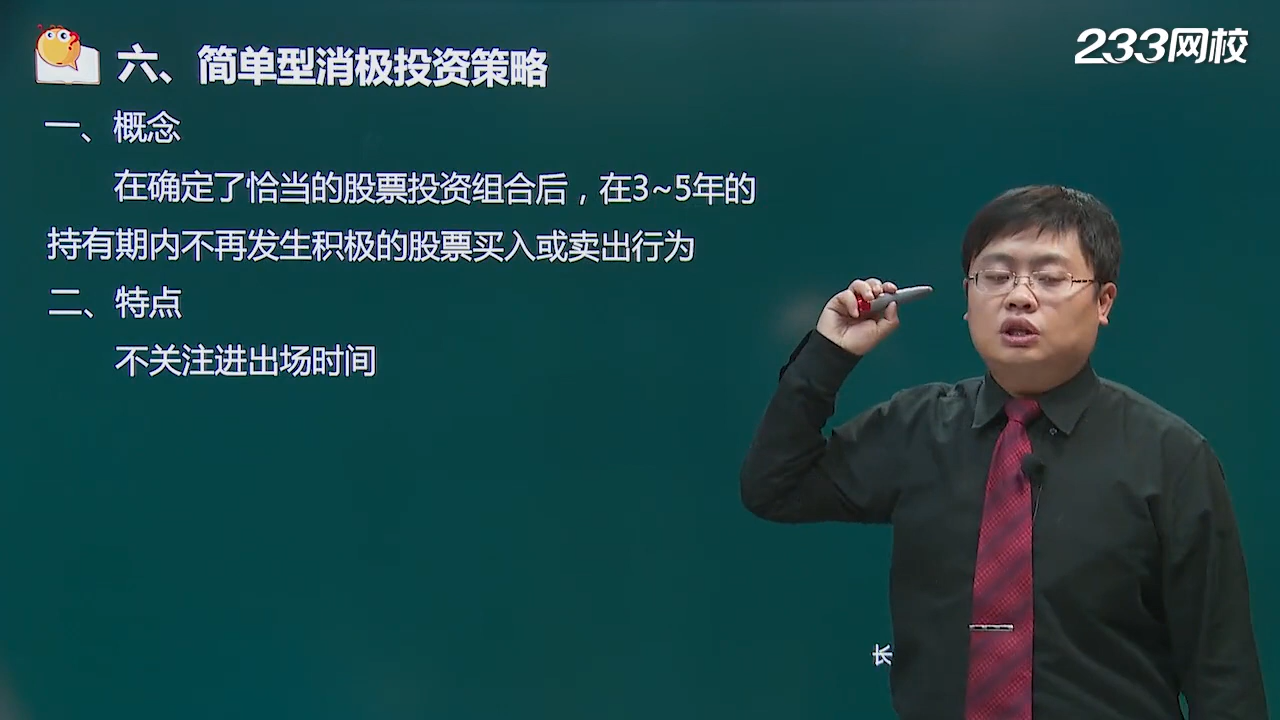 233网校
六、简单型消极投资策略
一、概念
在确定了恰当的股票投资组合后，在3~5年的
持有期内不再发生积极的股票买入或卖出行为
二、特点
不关注进出场时间
长